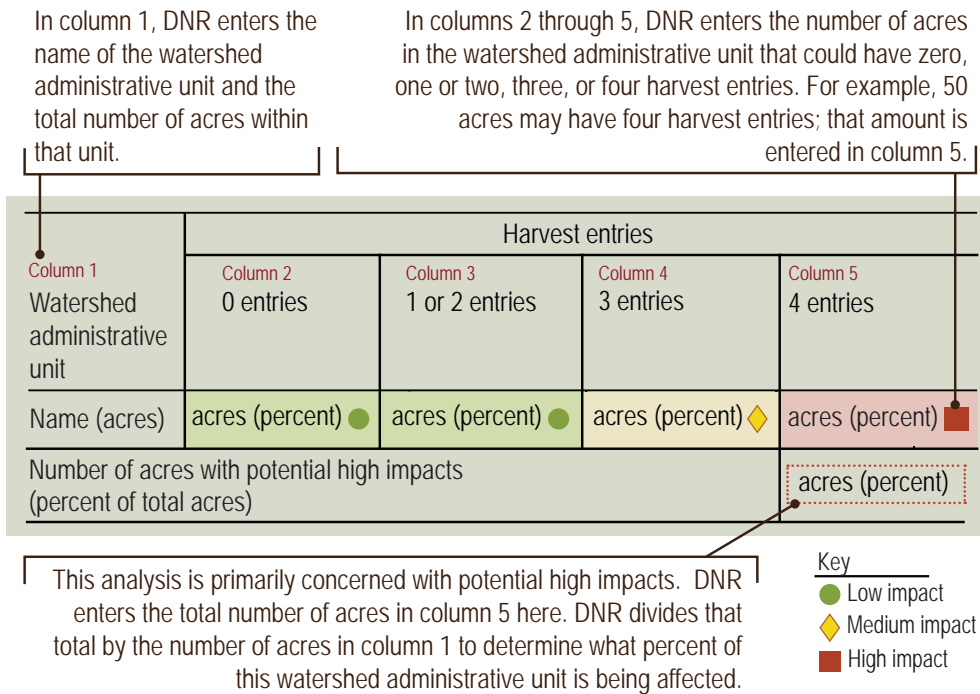 In column 1, DNR enters the
name of the watershed
administrative unit and the
total number of acres within
that unit.
In columns 2 through 5, DNR enters the number of acres
in the watershed administrative unit that could have zero,
one or two, three, or four harvest entries. For example, 50
acres may have four harvest entries; that amount is
entered in column 5.
Harvest entries
Column 1
Watershed
administrative
unit
Column 2
0 entries
Column 3
1 or 2 entries
Column 4
3 entries
Column 5
4 entries
Name (acres) acres (percent) acres (percent) acres (percent) acres (percent)
Number of acres with potential high impacts
(percent of total acres)
acres (percent)
This analysis is primarily concerned with potential high impacts. DNR
enters the total number of acres in column 5 here. DNR divides that
total by the number of acres in column 1 to determine what percent of
this watershed administrative unit is being affected.
Key
Low impact
Medium impact
High impact